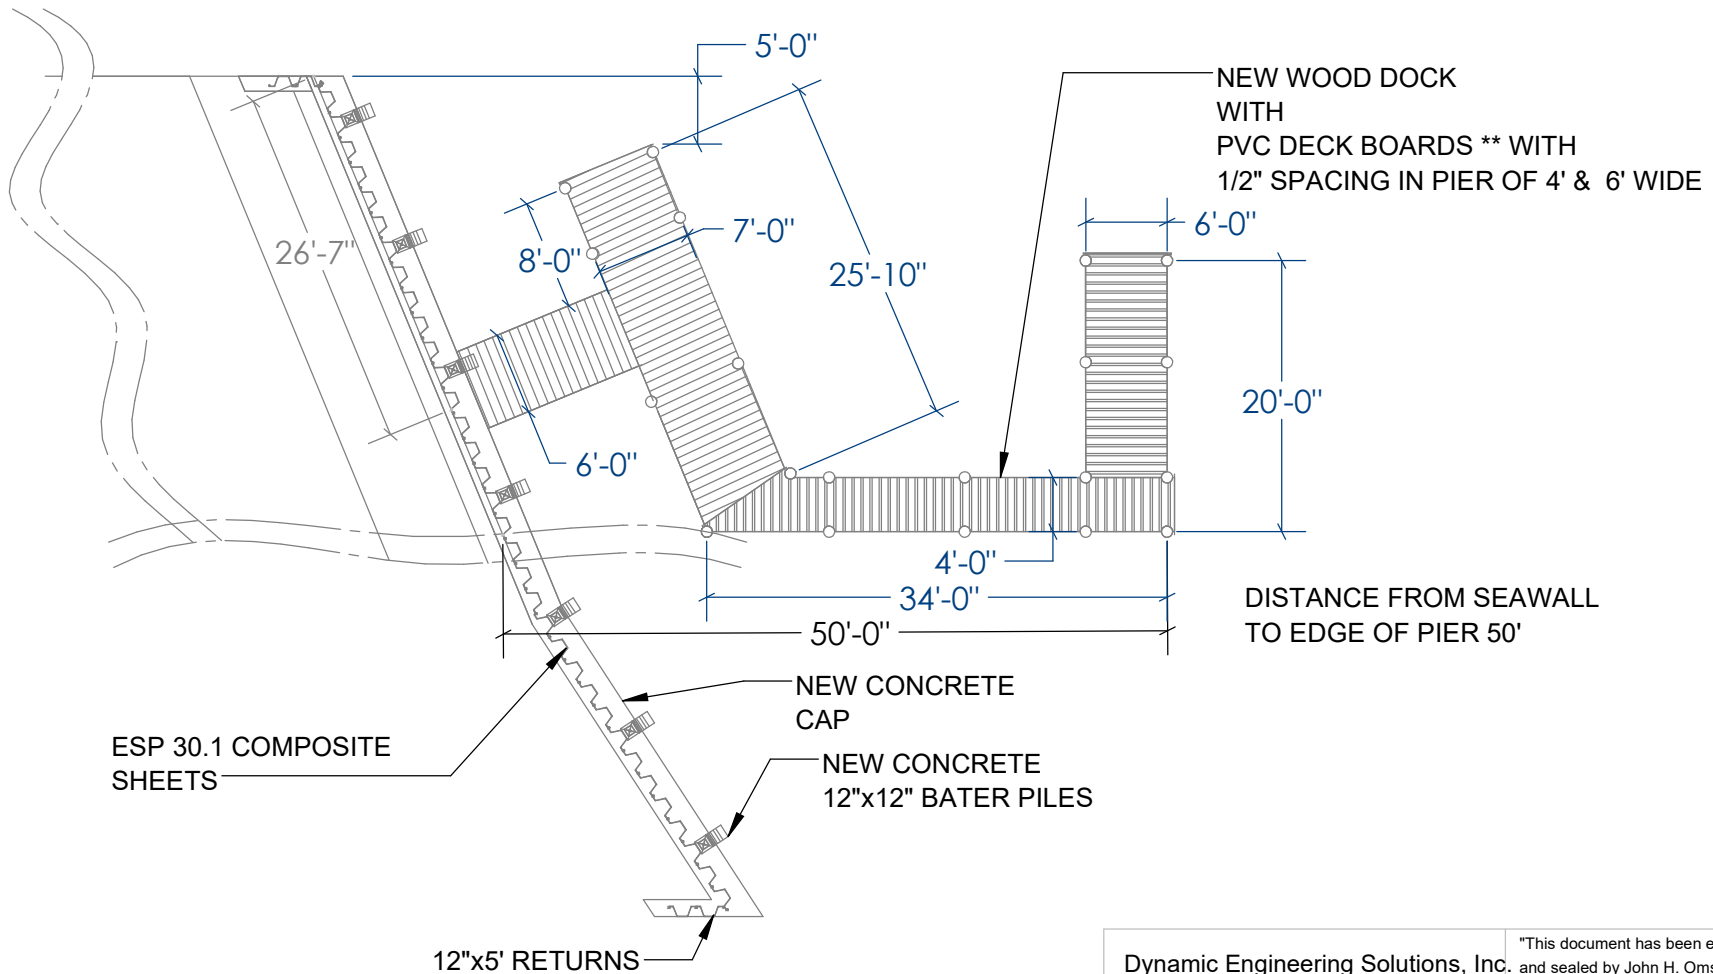 5'-0"
NEW WOOD DOCK
WITH
PVC DECK BOARDS ** WITH
1/2" SPACING IN PIER OF 4' & 6' WIDE
26'-7"
8'-0"
7'-0"
25'-10"
6'-0"
20'-0"
6'-0"
4'-0"
34'-0"
50'-0"
DISTANCE FROM SEAWALL
TO EDGE OF PIER 50'
NEW CONCRETE
CAP
ESP 30.1 COMPOSITE
SHEETS
NEW CONCRETE
12"x12" BATER PILES
12"x5' RETURNS
Dynamic Engineering Solutions, Inc.
"This document has been e
and sealed by John H. Oms